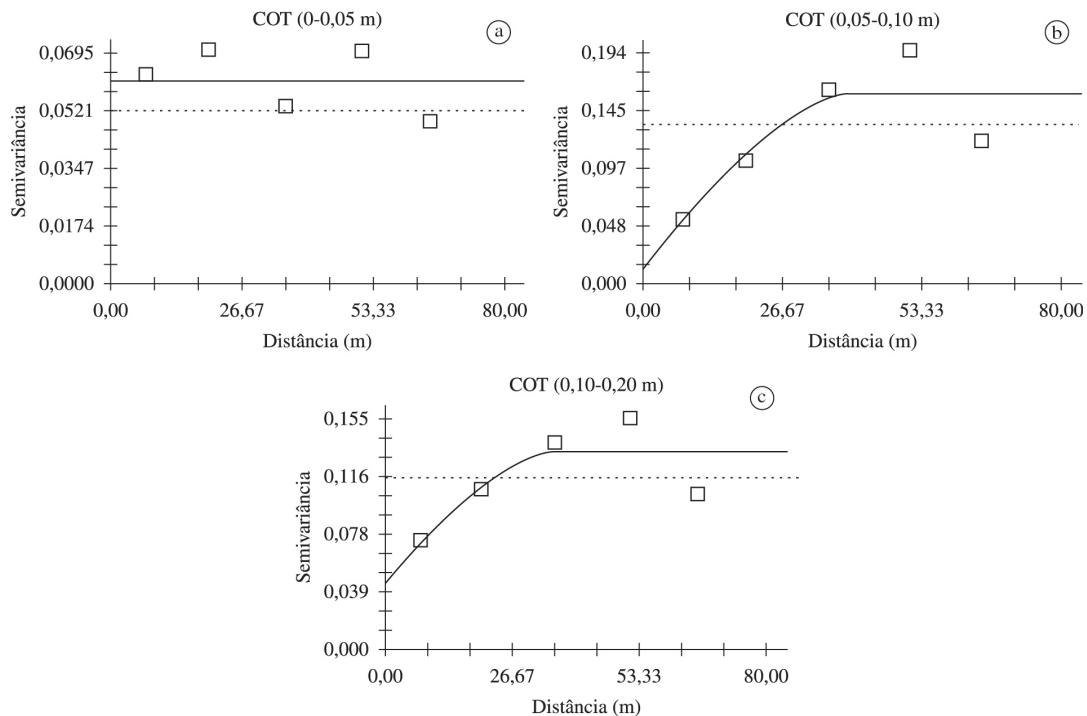 COT (0-0,05 m)
a
0,0695
0,0521
0,0347
0,0174
0,0000
Semivariância
0,00 26,67 53,33 80,00
Distância (m)
COT (0,05-0,10 m)
b
0,194
0,145
0,097
0,048
0,000
Semivariância
0,00 26,67 53,33 80,00
Distância (m)
COT (0,10-0,20 m)
c
0,155
0,116
0,078
0,039
0,000
Semivariância
0,00 26,67 53,33 80,00
Distância (m)